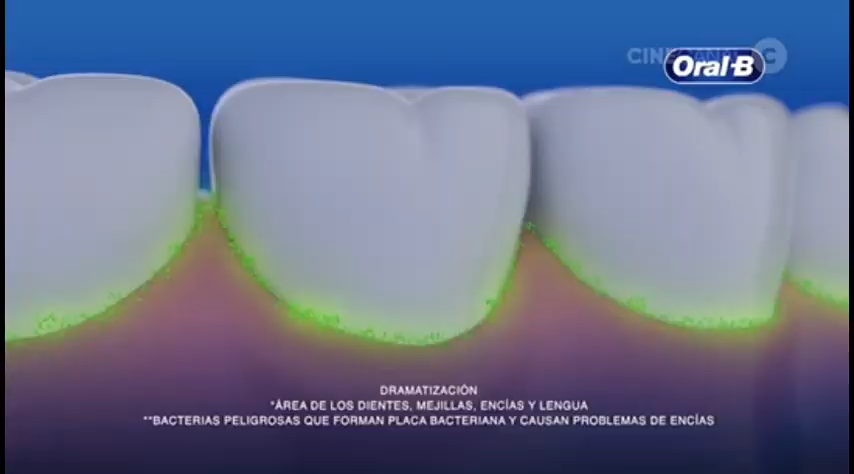 CINECANAL C
Oral-B
DRAMATIZACIÓN
*ÁREA DE LOS DIENTES, MEJILLAS, ENCÍAS Y LENGUA
**BACTERIAS PELIGROSAS QUE FORMAN PLACA BACTERIANA Y CAUSAN PROBLEMAS DE ENCÍAS